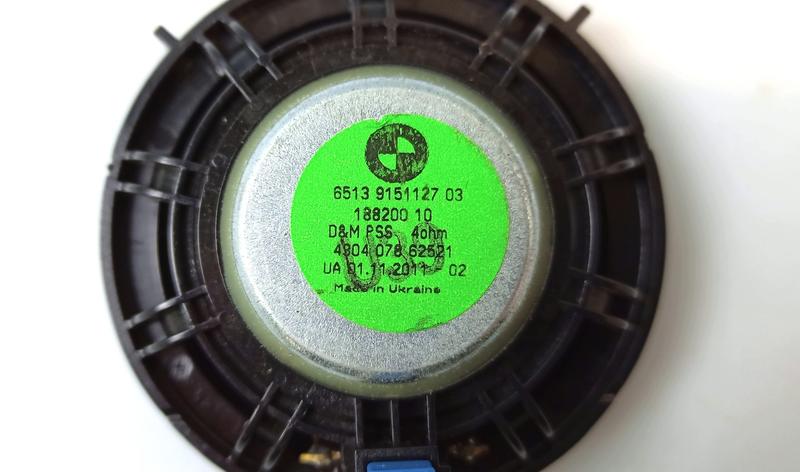 6513 9151127 03
188200 10
D&M PSS 4ohm
4904 078 62521
UA 01.11.2011 02
Made in Ukraine